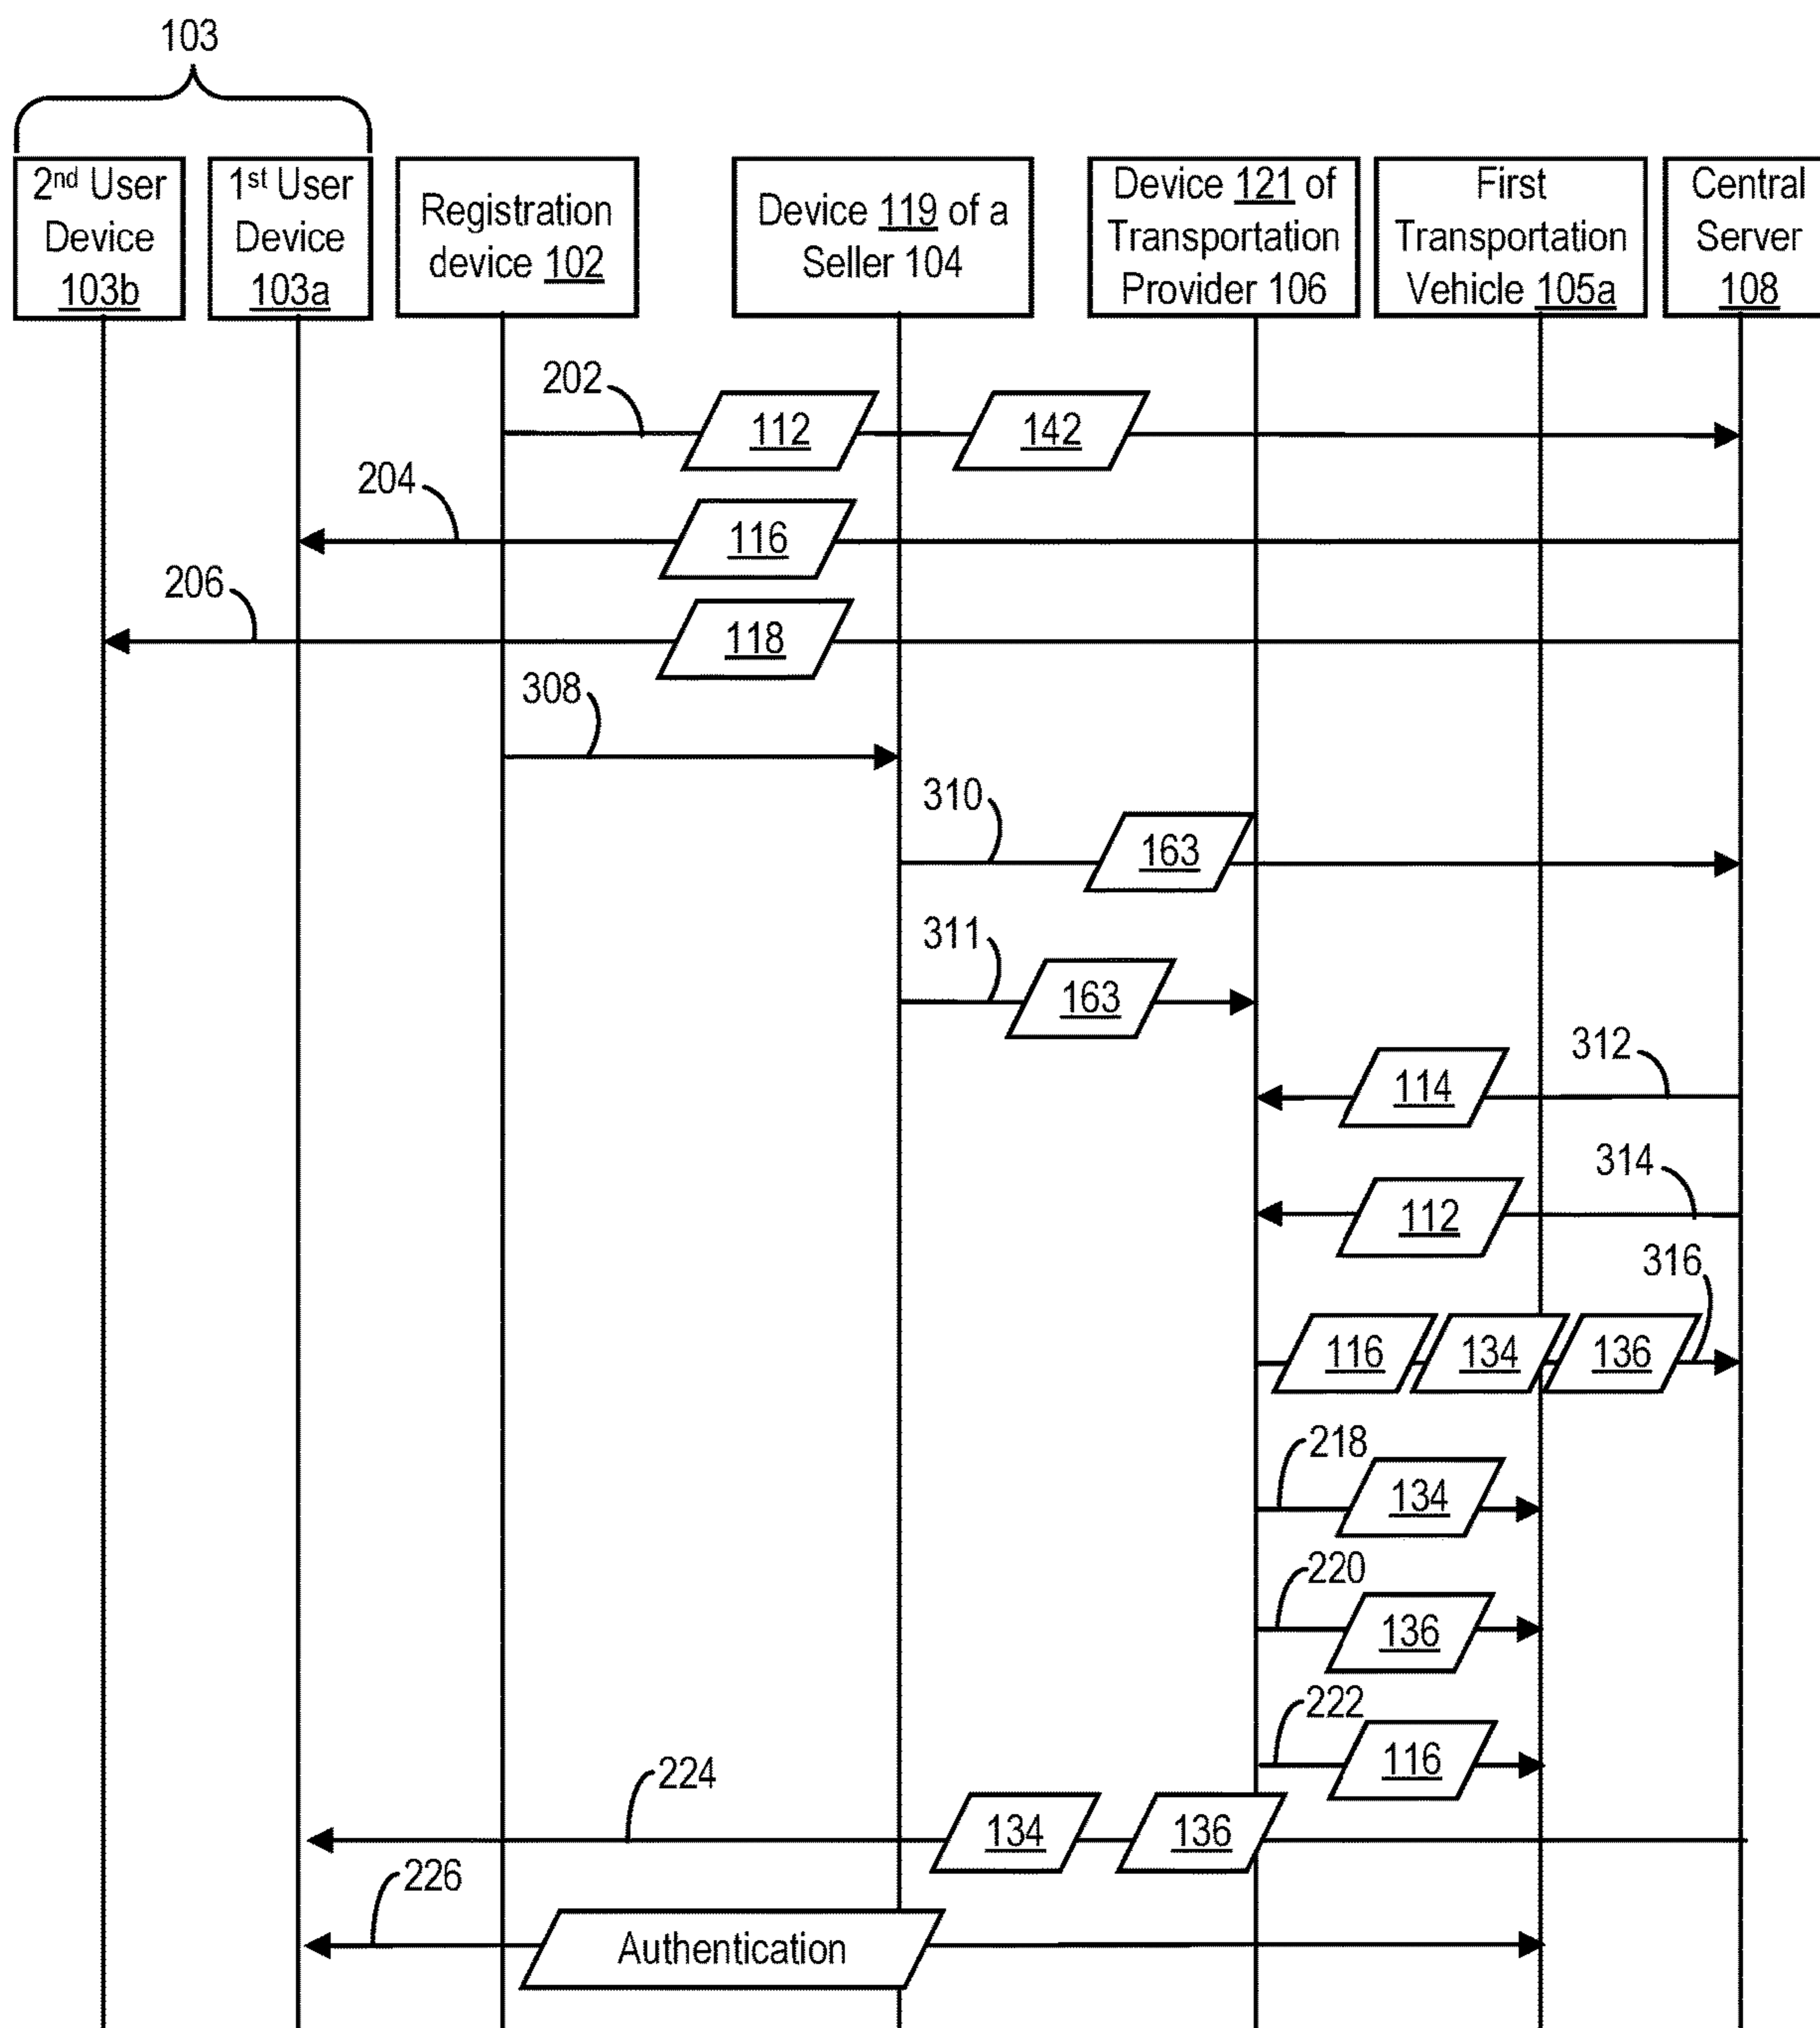 103
2nd User
Device
103b
1st User
Device
103a
Registration
device 102
Device 119 of a
Seller 104
Device 121 of
Transportation
Provider 106
First
Transportation
Vehicle 105a
Central
Server
108
202
112
142
204
116
206
118
308
310
163
311
163
312
114
314
112
316
116
134
136
218
134
220
136
222
116
224
134
136
226
Authentication